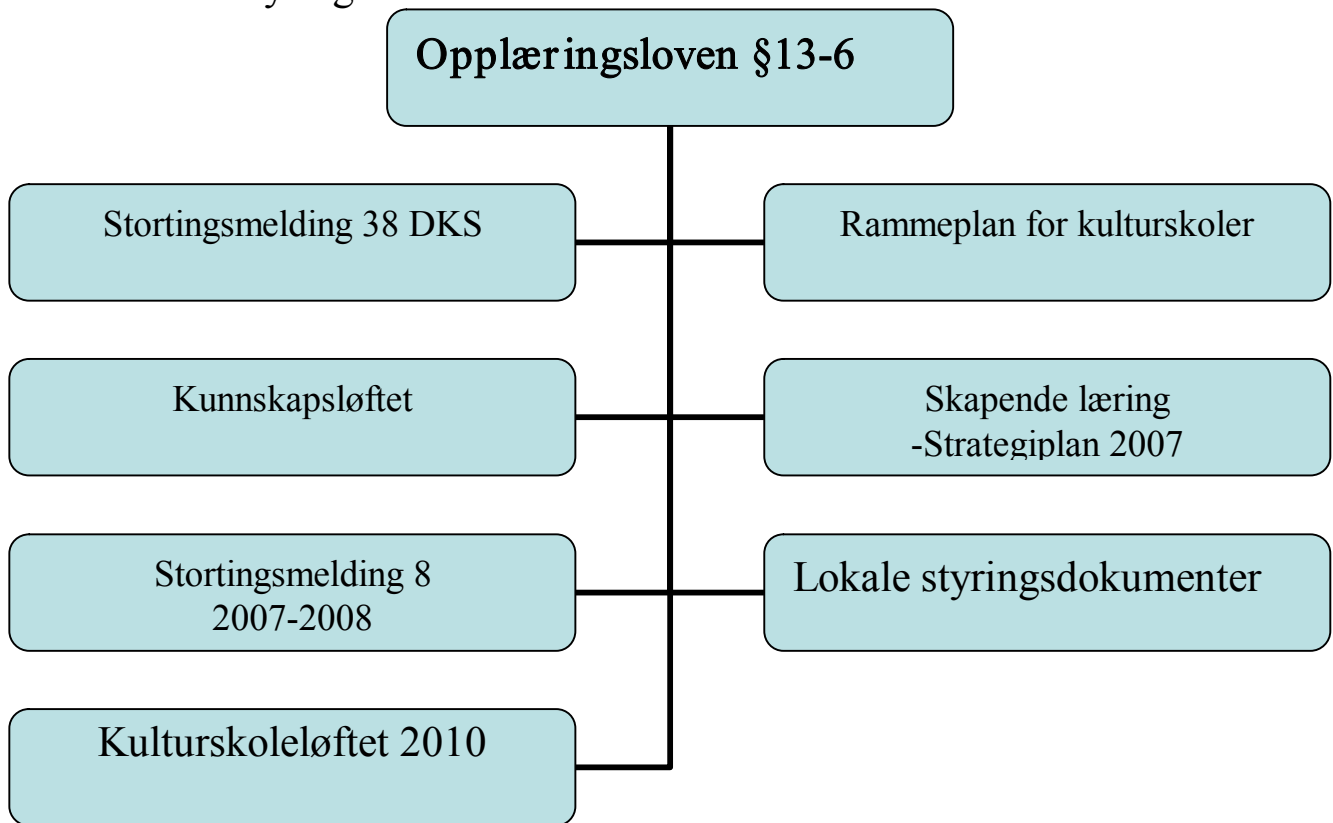 Opplæringsloven §13-6
Stortingsmelding 38 DKS
Rammeplan for kulturskoler
Kunnskapsløftet
Skapende læring
-Strategiplan 2007
Stortingsmelding 8
2007-2008
Lokale styringsdokumenter
Kulturskoleløftet 2010